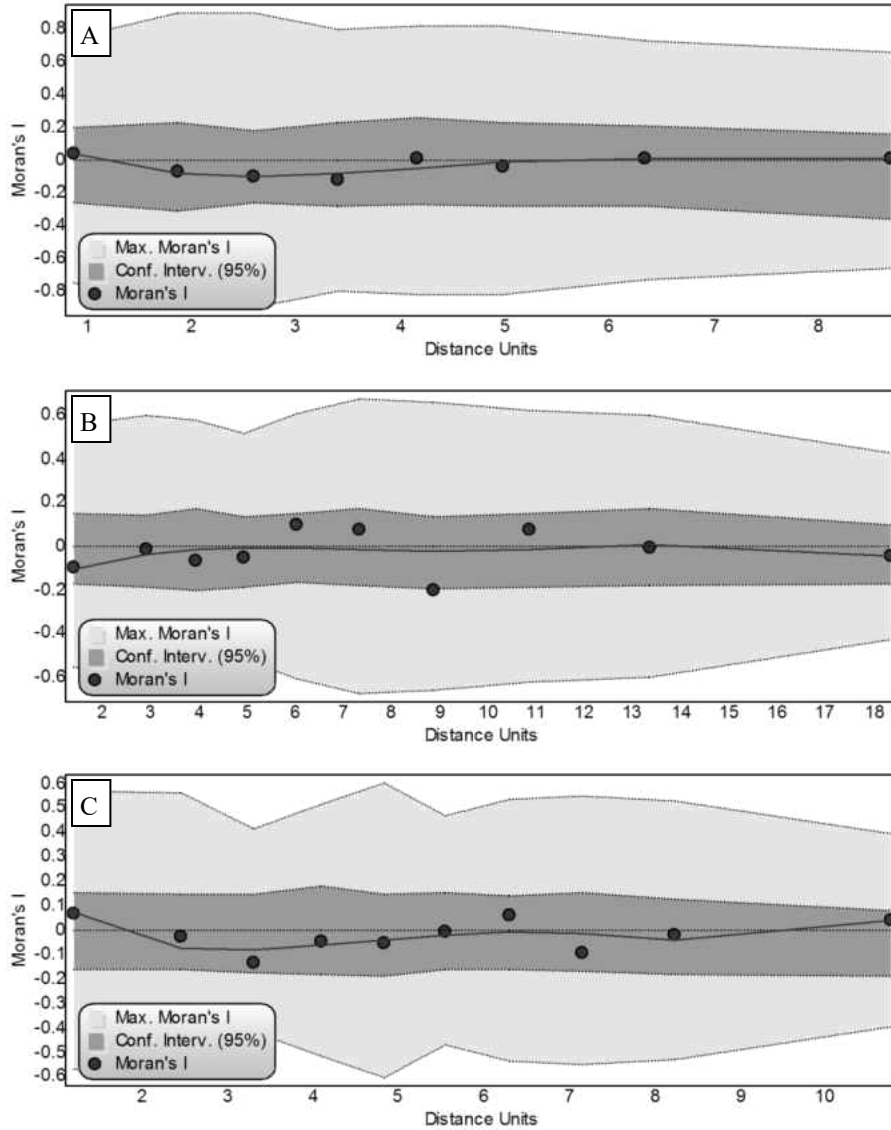 A
0.8
0.6
0.4
0.2
0
-0.2
-0.4
-0.6
-0.8
Moran's I
Max. Moran's I
Conf. Interv. (95%)
Moran's I
1 2 3 4 5 6 7 8
Distance Units
B
0.6
0.4
0.2
0
-0.2
-0.4
-0.6
Moran's I
Max. Moran's I
Conf. Interv. (95%)
Moran's I
2 3 4 5 6 7 8 9 10 11 12 13 14 15 16 17 18
Distance Units
C
0.6
0.5
0.4
0.3
0.2
0.1
0
-0.1
-0.2
-0.3
-0.4
-0.5
-0.6
Moran's I
Max. Moran's I
Conf. Interv. (95%)
Moran's I
2 3 4 5 6 7 8 9 10
Distance Units